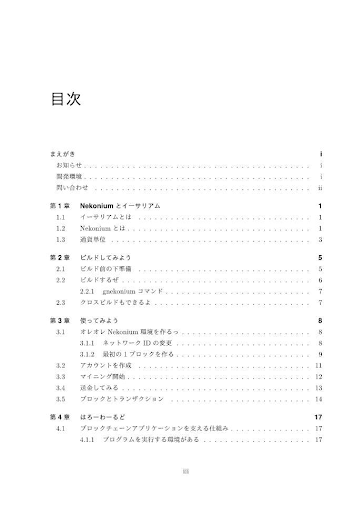 目次
まえがき i
お知らせ . . . . . . . . . . . . . . . . . . . . . . . . . . . . . . . . . . . . i
開発環境 . . . . . . . . . . . . . . . . . . . . . . . . . . . . . . . . . . . . i
問い合わせ . . . . . . . . . . . . . . . . . . . . . . . . . . . . . . . . . . ii
第 1 章 Nekonium とイーサリアム 1
1.1 イーサリアムとは . . . . . . . . . . . . . . . . . . . . . . . . . . . 1
1.2 Nekonium とは . . . . . . . . . . . . . . . . . . . . . . . . . . . . . 1
1.3 通貨単位 . . . . . . . . . . . . . . . . . . . . . . . . . . . . . . . 3
第 2 章 ビルドしてみよう 5
2.1 ビルド前の下準備 . . . . . . . . . . . . . . . . . . . . . . . . . . . 5
2.2 ビルドするぜ . . . . . . . . . . . . . . . . . . . . . . . . . . . . . 6
2.2.1 gnekonium コマンド . . . . . . . . . . . . . . . . . . . . . . . 7
2.3 クロスビルドもできるよ . . . . . . . . . . . . . . . . . . . . . . . . 7
第 3 章 使ってみよう 8
3.1 オレオレ Nekonium 環境を作るっ . . . . . . . . . . . . . . . . . . . . 8
3.1.1 ネットワーク ID の変更 . . . . . . . . . . . . . . . . . . . . . 8
3.1.2 最初の 1 ブロックを作る . . . . . . . . . . . . . . . . . . . . . 9
3.2 アカウントを作成 . . . . . . . . . . . . . . . . . . . . . . . . . . . 11
3.3 マイニング開始 . . . . . . . . . . . . . . . . . . . . . . . . . . . . 12
3.4 送金してみる . . . . . . . . . . . . . . . . . . . . . . . . . . . . . 13
3.5 ブロックとトランザクション . . . . . . . . . . . . . . . . . . . . . . 14
第 4 章 はろーわーるど 17
4.1 ブロックチェーンアプリケーションを支える仕組み . . . . . . . . . . . . 17
4.1.1 プログラムを実行する環境がある . . . . . . . . . . . . . . . . . 17
iii